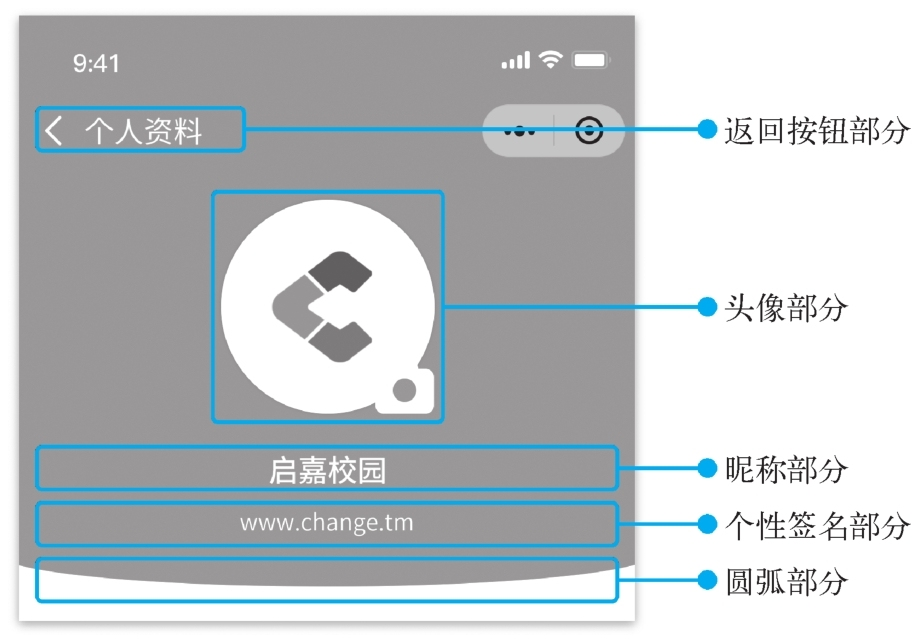 9:41
个人资料
返回按钮部分
头像部分
启嘉校园
昵称部分
www.change.tm
个性签名部分
圆弧部分